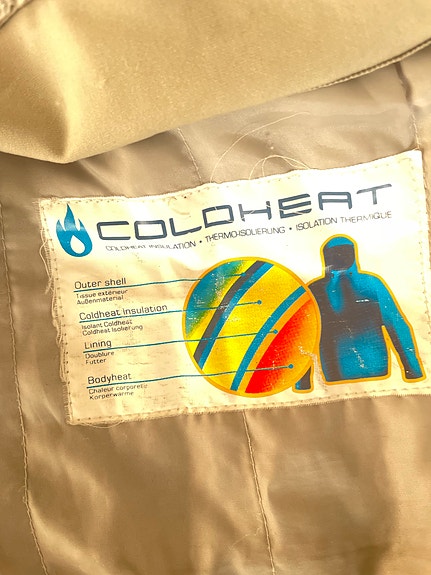 COLDHEAT
COLDHEAT INSULATION • THERMO-ISOLIERUNG • ISOLATION THERMIQUE
Outer shell
Tissue extérieur
Außenmaterial
Coldheat Insulation
Isolant Coldheat
Coldheat Isolierung
Lining
Doublure
Futter
Bodyheat
Chaleur corporelle
Körperwärme